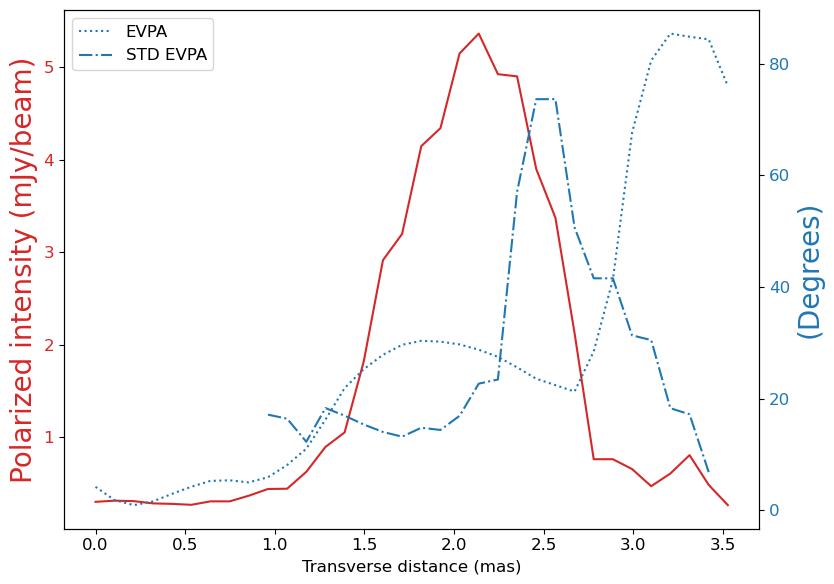 EVPA
STD EVPA
Polarized intensity (mJy/beam)
5
4
3
2
1
80
60
40
20
0
(Degrees)
0.0 0.5 1.0 1.5 2.0 2.5 3.0 3.5
Transverse distance (mas)